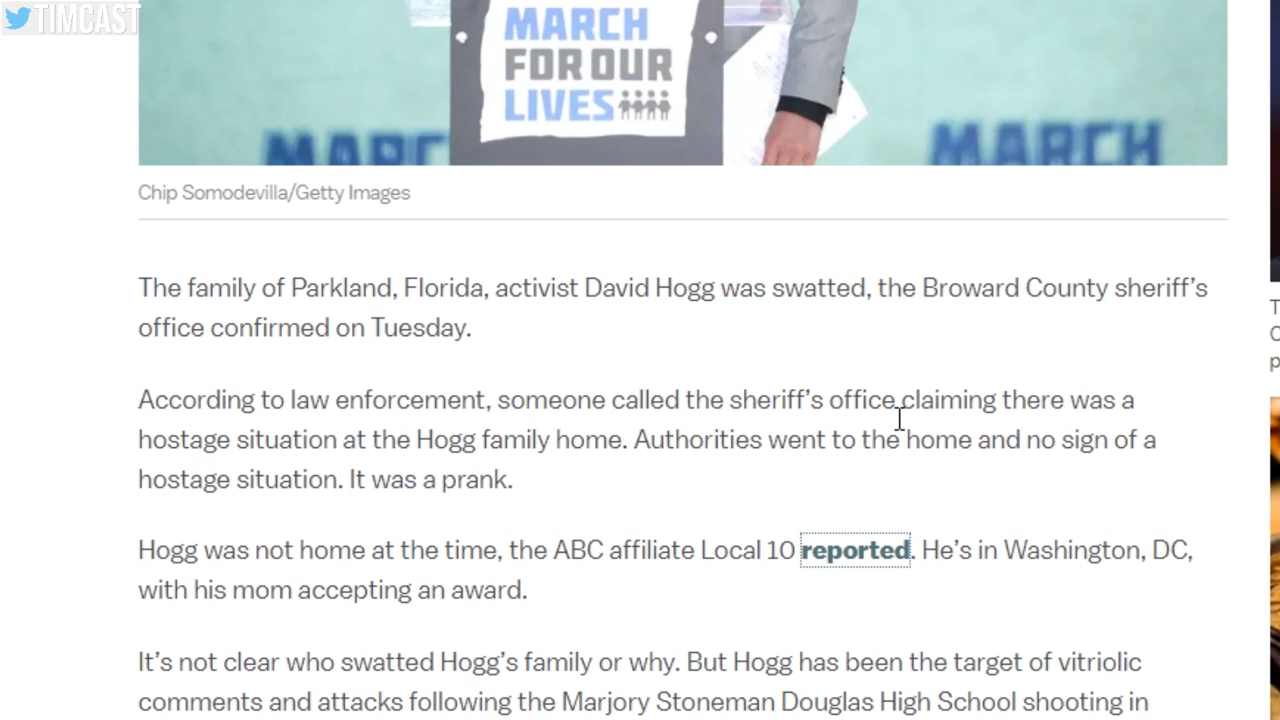 TIMCAST
MARCH
FOR OUR
LIVES
MARCH
MARCH
Chip Somodevilla/Getty Images
The family of Parkland, Florida, activist David Hogg was swatted, the Broward County sheriff's
office confirmed on Tuesday.
According to law enforcement, someone called the sheriff's office claiming there was a
hostage situation at the Hogg family home. Authorities went to the home and no sign of a
hostage situation. It was a prank.
Hogg was not home at the time, the ABC affiliate Local 10 reported. He's in Washington, DC,
with his mom accepting an award.
It's not clear who swatted Hogg's family or why. But Hogg has been the target of vitriolic
comments and attacks following the Marjory Stoneman Douglas High School shooting in